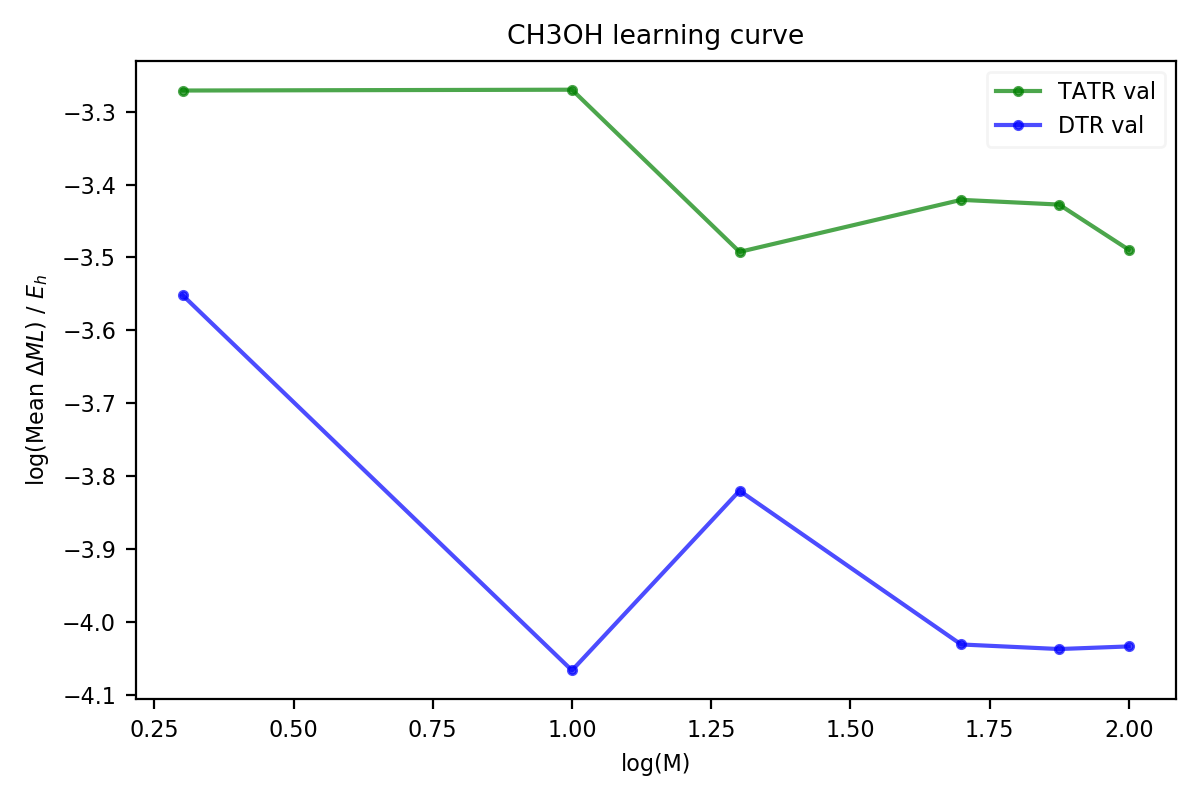 CH3OH learning curve
TATR val
DTR val
−3.3
−3.4
−3.5
−3.6
−3.7
−3.8
−3.9
−4.0
−4.1
log(Mean ΔML) / E_h
0.25 0.50 0.75 1.00 1.25 1.50 1.75 2.00
log(M)